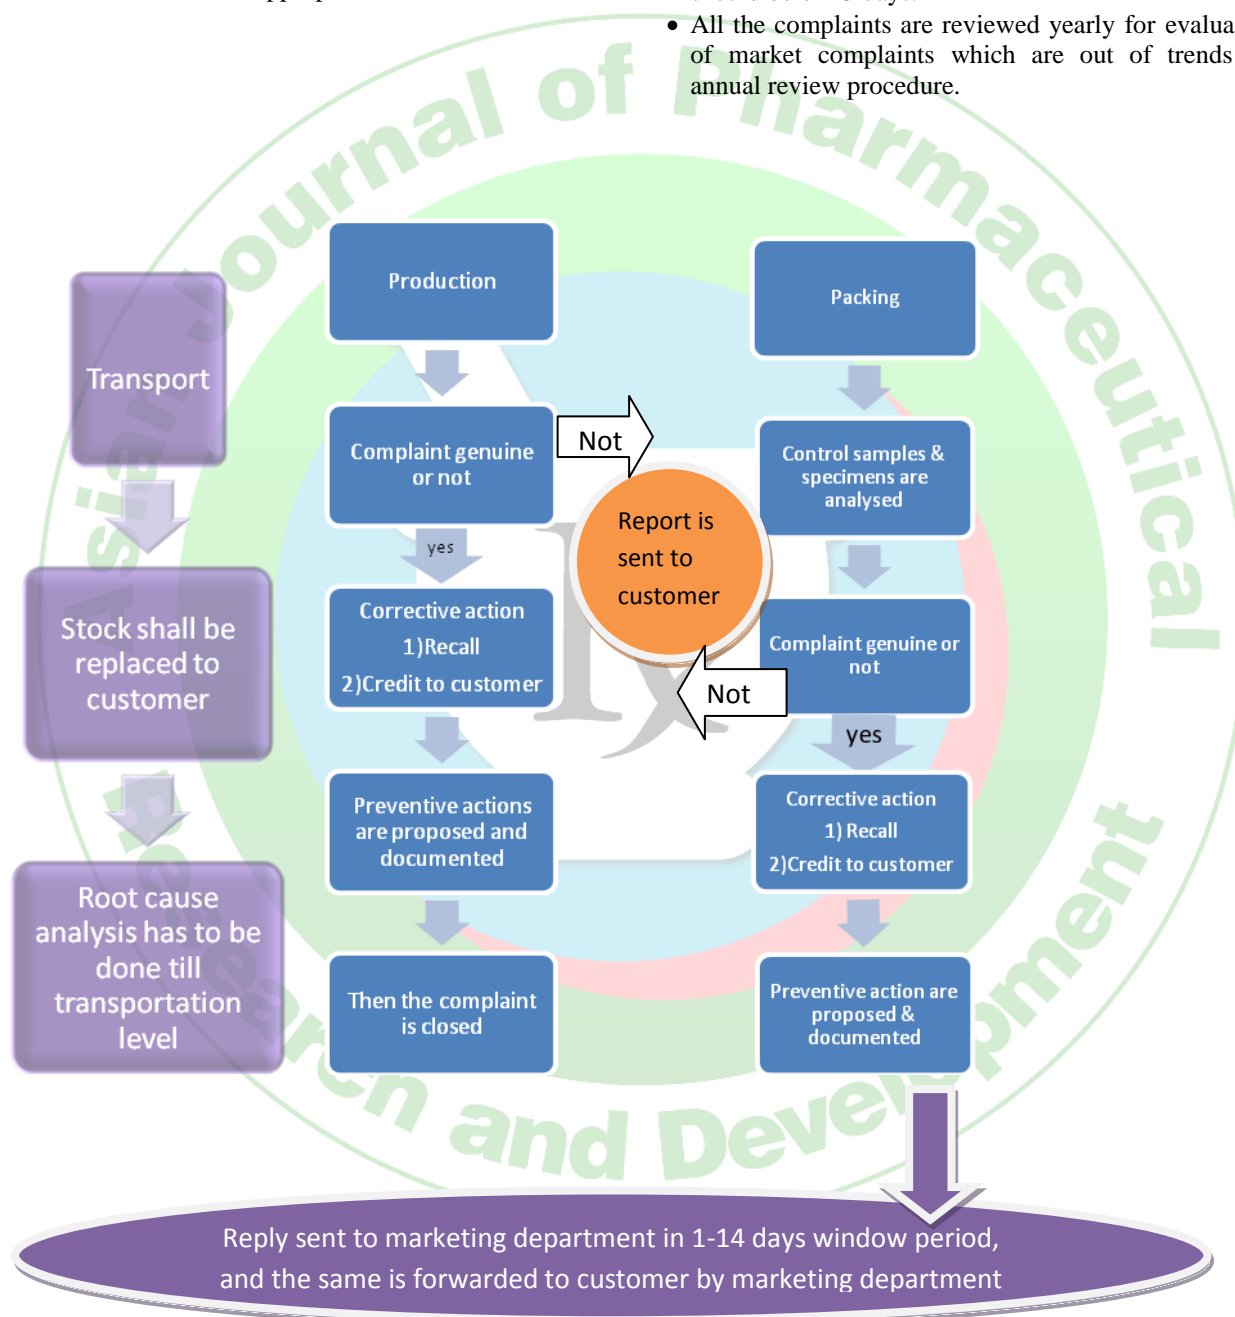 All the complaints are reviewed yearly for evalua
of market complaints which are out of trends
annual review procedure.
Asian Journal of Pharmaceutical
Research and Development
Transport
Stock shall be
replaced to
customer
Root cause
analysis has to be
done till
transportation
level
Production
Complaint genuine
or not
Not
yes
Corrective action
1)Recall
2)Credit to customer
Preventive actions
are proposed and
documented
Then the complaint
is closed
Report is
sent to
customer
Packing
Control samples &
specimens are
analysed
Complaint genuine or
not
Not
yes
Corrective action
1) Recall
2)Credit to customer
Preventive action are
proposed &
documented
Reply sent to marketing department in 1-14 days window period,
and the same is forwarded to customer by marketing department